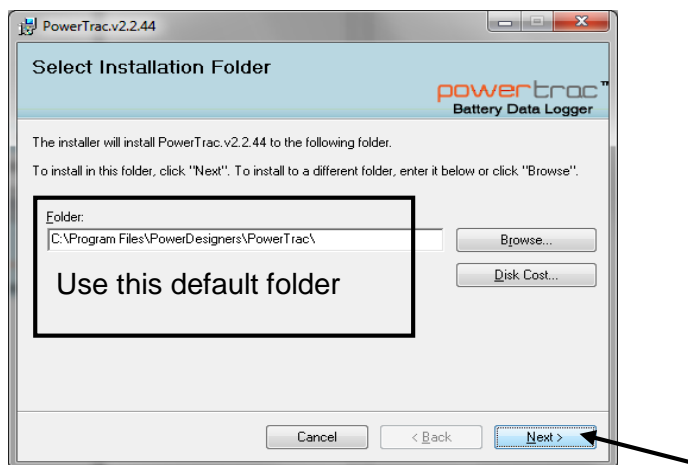 PowerTrac.v2.2.44
Select Installation Folder
powertrac™
Battery Data Logger
The installer will install PowerTrac.v2.2.44 to the following folder.
To install in this folder, click "Next". To install to a different folder, enter it below or click "Browse".
Folder:
C:\Program Files\PowerDesigners\PowerTrac\
Browse...
Use this default folder
Disk Cost...
Cancel
< Back
Next >